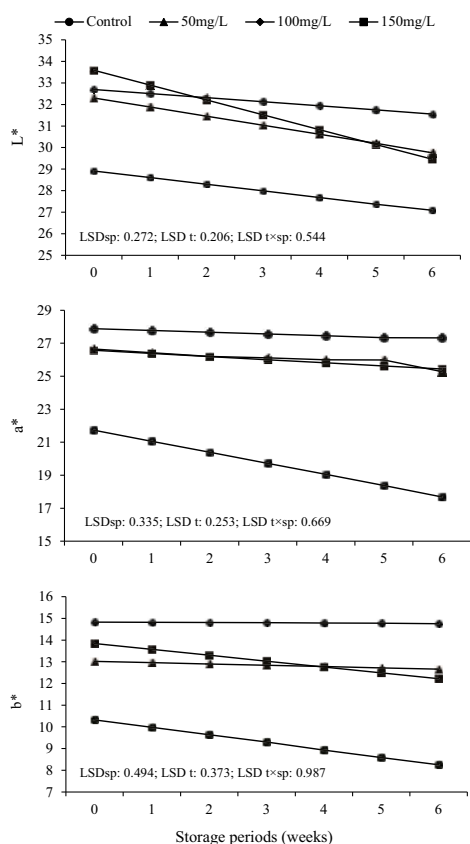 Control 50mg/L 100mg/L 150mg/L
35
34
33
32
31
30
29
28
27
26
25
L*
LSDsp: 0.272; LSD t: 0.206; LSD t×sp: 0.544
0 1 2 3 4 5 6
29
27
25
23
21
19
17
15
a*
LSDsp: 0.335; LSD t: 0.253; LSD t×sp: 0.669
0 1 2 3 4 5 6
16
15
14
13
12
11
10
9
8
7
b*
LSDsp: 0.494; LSD t: 0.373; LSD t×sp: 0.987
0 1 2 3 4 5 6
Storage periods (weeks)